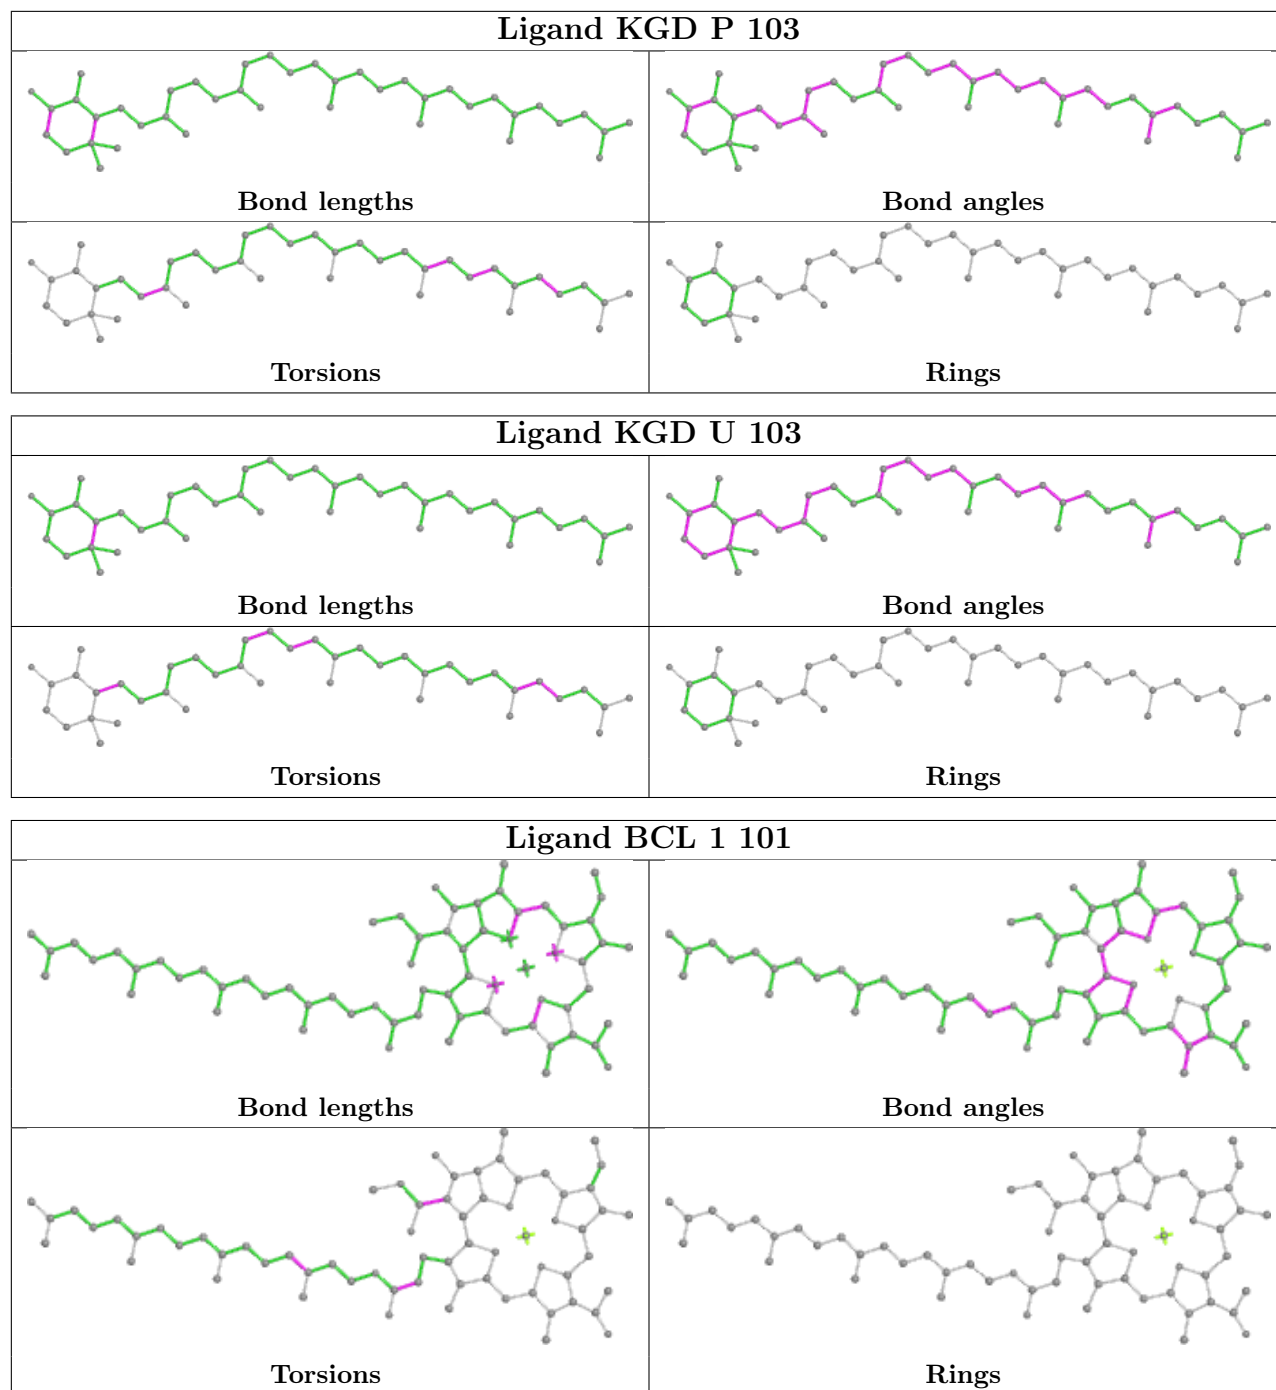 Ligand KGD P 103
Bond lengths
Bond angles
Torsions
Rings
Ligand KGD U 103
Bond lengths
Bond angles
Torsions
Rings
Ligand BCL 1 101
Bond lengths
Bond angles
Torsions
Rings